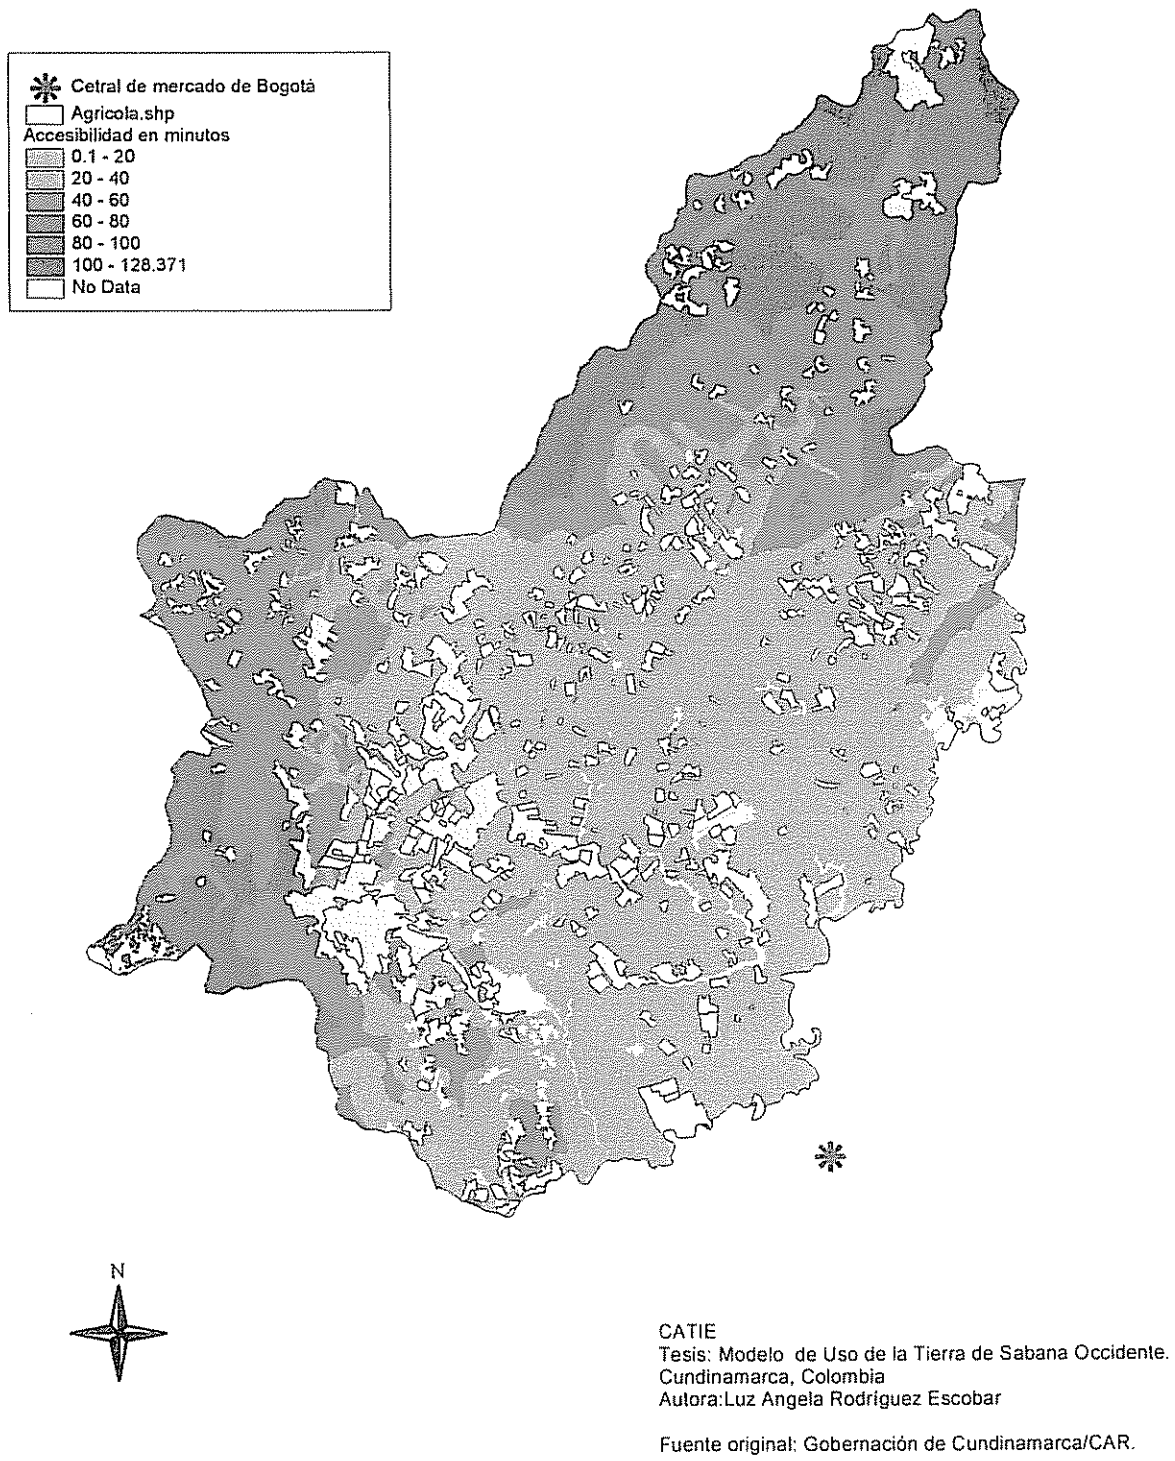 Cetral de mercado de Bogotá
Agricola.shp
Accesibilidad en minutos
0.1 - 20
20 - 40
40 - 60
60 - 80
80 - 100
100 - 128.371
No Data
N
CATIE
Tesis: Modelo de Uso de la Tierra de Sabana Occidente.
Cundinamarca, Colombia
Autora:Luz Angela Rodríguez Escobar
Fuente original: Gobernación de Cundinamarca/CAR.